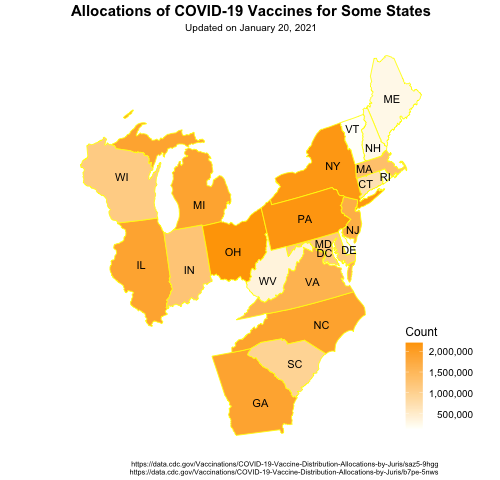 Allocations of COVID-19 Vaccines for Some States
Updated on January 20, 2021
ME
VT
NH
NY
MA
WI
CT
RI
MI
PA
NJ
OH
MD
DE
DC
IL
IN
WV
VA
NC
Count
2,000,000
SC
1,500,000
GA
500,000
https://data.cdc.gov/Vaccinations/COVID-19-Vaccine-Distribution-Allocations-by-Juris/saz5-9hgg
https://data.cdc.gov/Vaccinations/COVID-19-Vaccine-Distribution-Allocations-by-Juris/b7pe-5nws
1,000,000